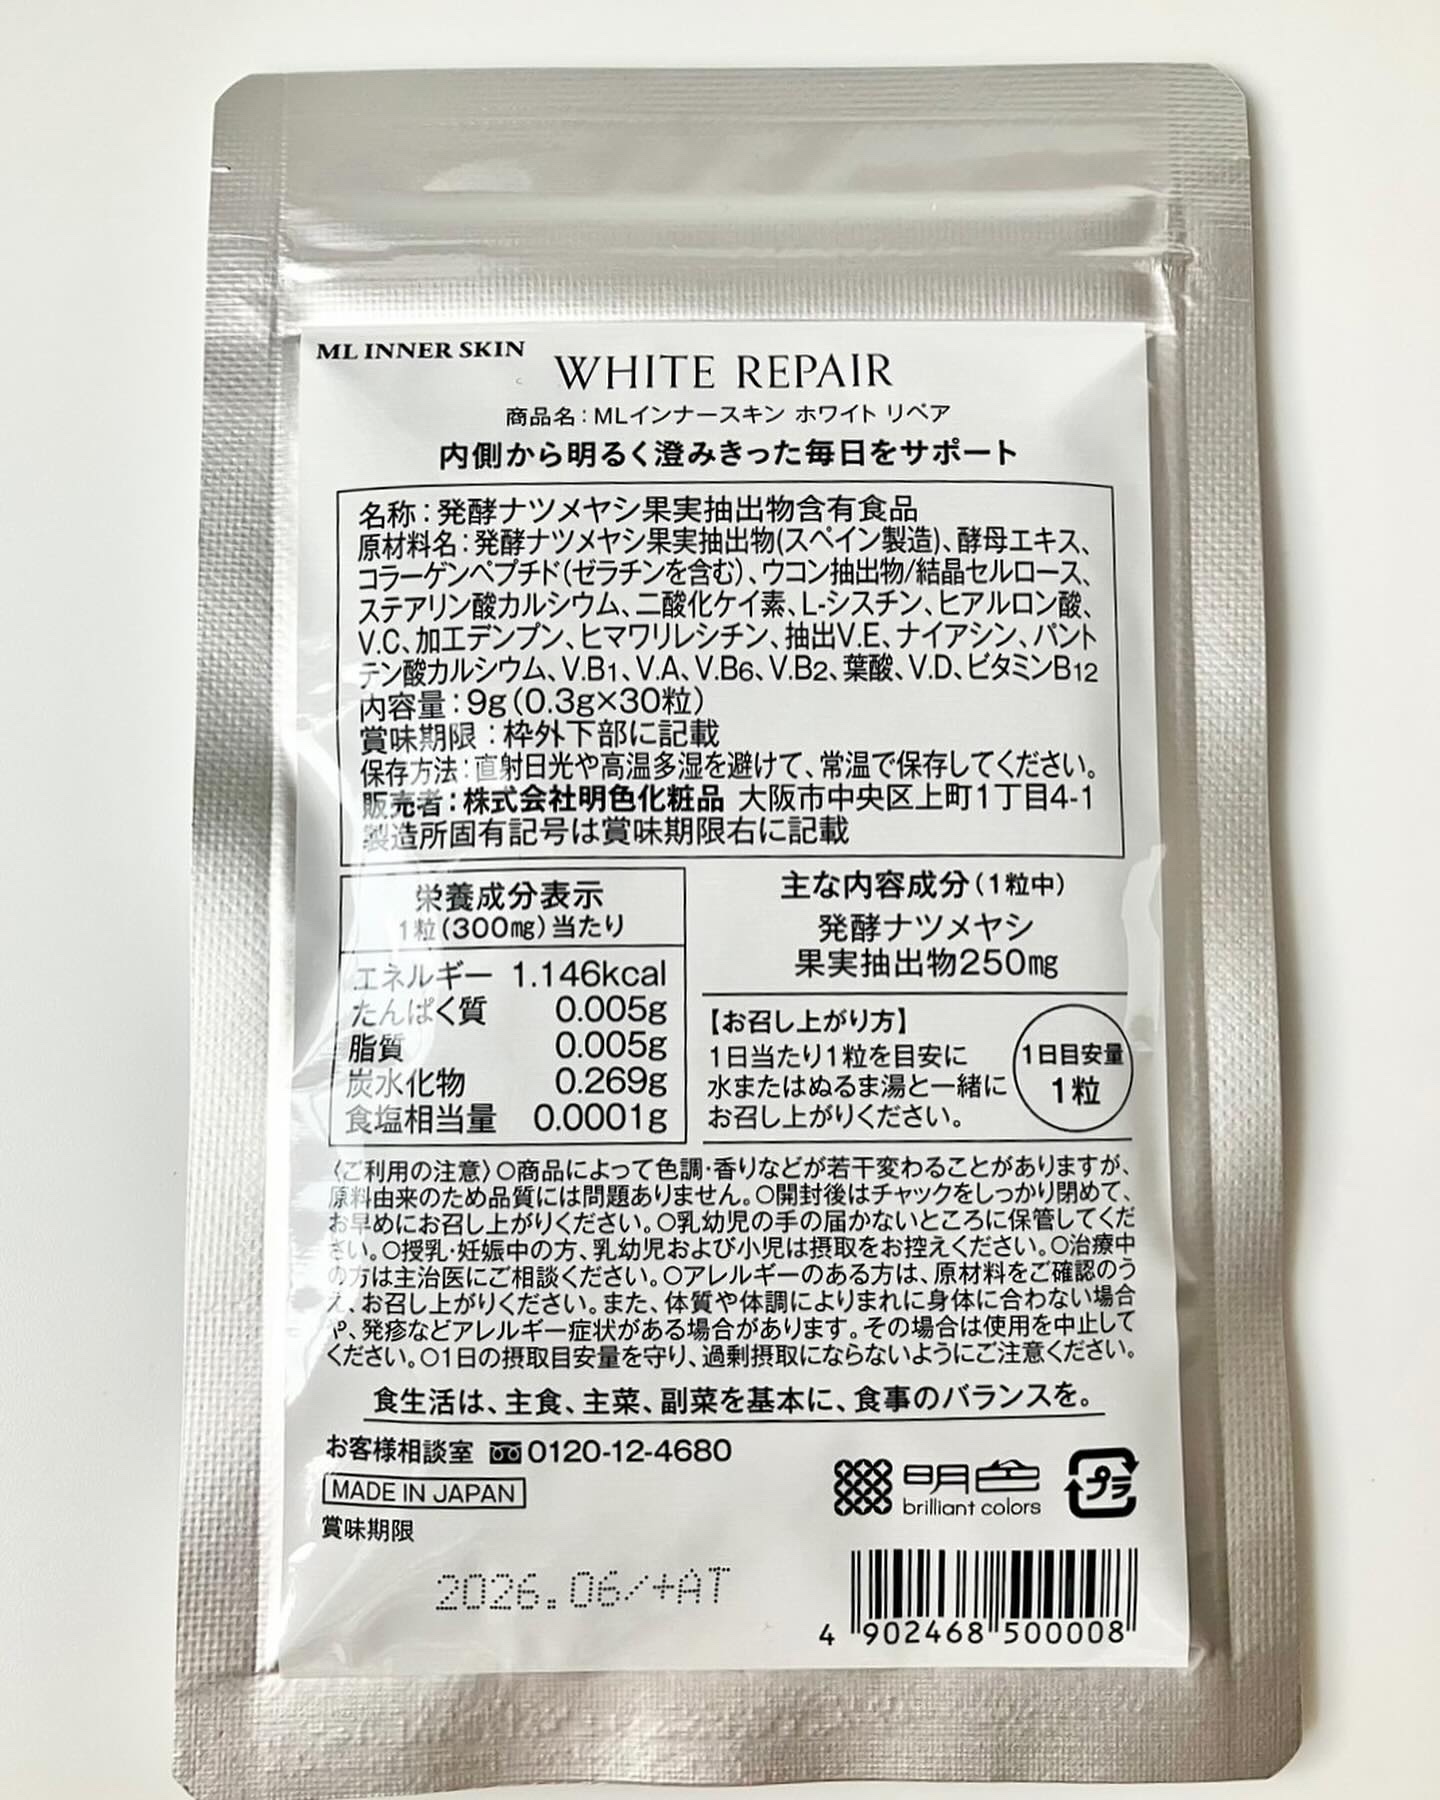 ML INNER SKIN
WHITE REPAIR
商品名：MLインナースキン ホワイト リペア
内側から明るく澄みきった毎日をサポート
名称：発酵ナツメヤシ果実抽出物含有食品
原材料名：発酵ナツメヤシ果実抽出物(スペイン製造)、酵母エキス、
コラーゲンペプチド(ゼラチンを含む)、ウコン抽出物/結晶セルロース、
ステアリン酸カルシウム、二酸化ケイ素、L-シスチン、ヒアルロン酸、
V.C、加工デンプン、ヒマワリレシチン、抽出V.E、ナイアシン、パント
テン酸カルシウム、V.B1、V.A、V.B6、V.B2、葉酸、V.D、ビタミンB12
内容量：9g(0.3g×30粒)
賞味期限：枠外下部に記載
保存方法：直射日光や高温多湿を避けて、常温で保存してください。
販売者：株式会社明色化粧品 大阪市中央区上町1丁目4-1
製造所固有記号は賞味期限右に記載
栄養成分表示
1粒(300㎎)当たり
エネルギー 1.146kcal
たんぱく質 0.005g
脂質 0.005g
炭水化物 0.269g
食塩相当量 0.0001g
主な内容成分(1粒中)
発酵ナツメヤシ
果実抽出物250㎎
【お召し上がり方】
1日当たり1粒を目安に
水またはぬるま湯と一緒に
お召し上がりください。
1日目安量
1粒
〈ご利用の注意〉○商品によって色調・香りなどが若干変わることがありますが、
原料由来のため品質には問題ありません。○開封後はチャックをしっかり閉めて、
お早めにお召し上がりください。○乳幼児の手の届かないところに保管してくだ
さい。○授乳・妊娠中の方、乳幼児および小児は摂取をお控えください。○治療中
の方は主治医にご相談ください。○アレルギーのある方は、原材料をご確認のう
え、お召し上がりください。また、体質や体調によりまれに身体に合わない場合
や、発疹などアレルギー症状がある場合があります。その場合は使用を中止して
ください。○1日の摂取目安量を守り、過剰摂取にならないようにご注意ください。
食生活は、主食、主菜、副菜を基本に、食事のバランスを。
お客様相談室 0120-12-4680
MADE IN JAPAN
明色
brilliant colors
プラ
賞味期限
2026.06/+AT
4 902468 500008